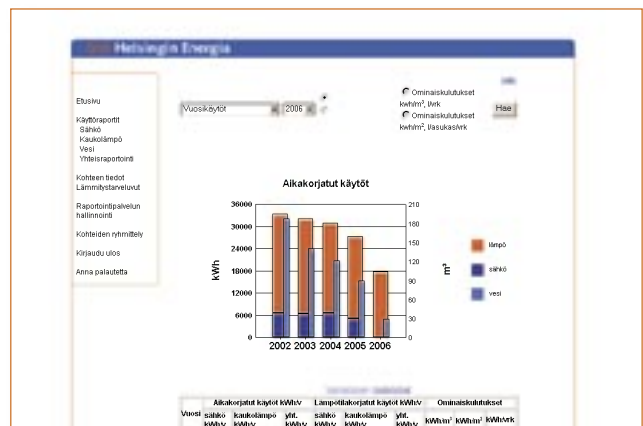 Helsingin Energia
Etusivu
Käyttöraportit
Sähkö
Kaukolämpö
Vesi
Yhteisraportointi
Kohteen tiedot
Lämmitystarveluvut
Raportointipalvelun
hallinnointi
Kohteiden ryhmittely
Kirjaudu ulos
Anna palautetta
Vuosikäytöt 2006
Ominaiskulutukset
kwh/m³, l/vrk
Ominaiskulutukset
kwh/m², l/asukas/vrk
Hae
Aikakorjatut käytöt
36000
30000
24000
18000
12000
6000
0
kWh
210
180
150
120
90
60
30
0
m³
2002 2003 2004 2005 2006
lämpö
sähkö
vesi
Aikakorjatut käytöt kWh/v Lämpötilakorjatut käytöt kWh/v Ominaiskulutukset
Vuosi sähkö kWh/v kaukolämpö kWh/v yht. kWh/v sähkö kWh/v kaukolämpö kWh/v yht. kWh/v kWh/m³ kWh/m² kWh/vrk